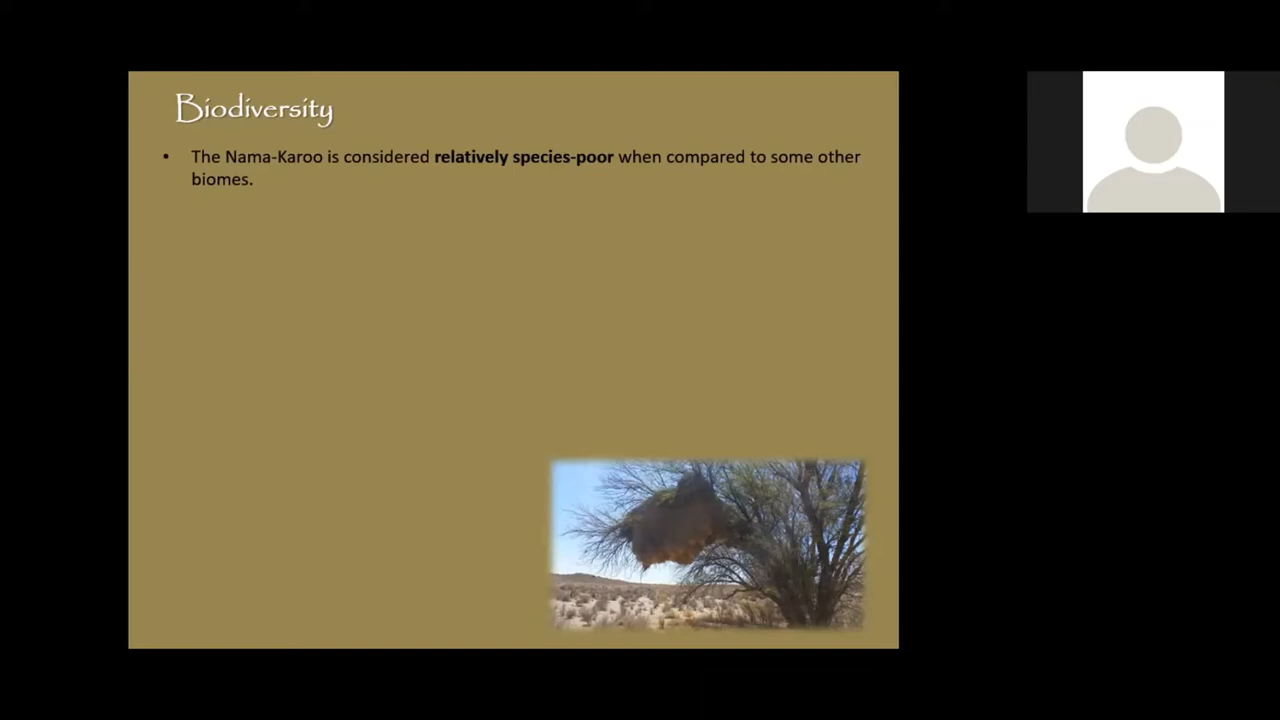 Biodiversity
• The Nama-Karoo is considered relatively species-poor when compared to some other
biomes.